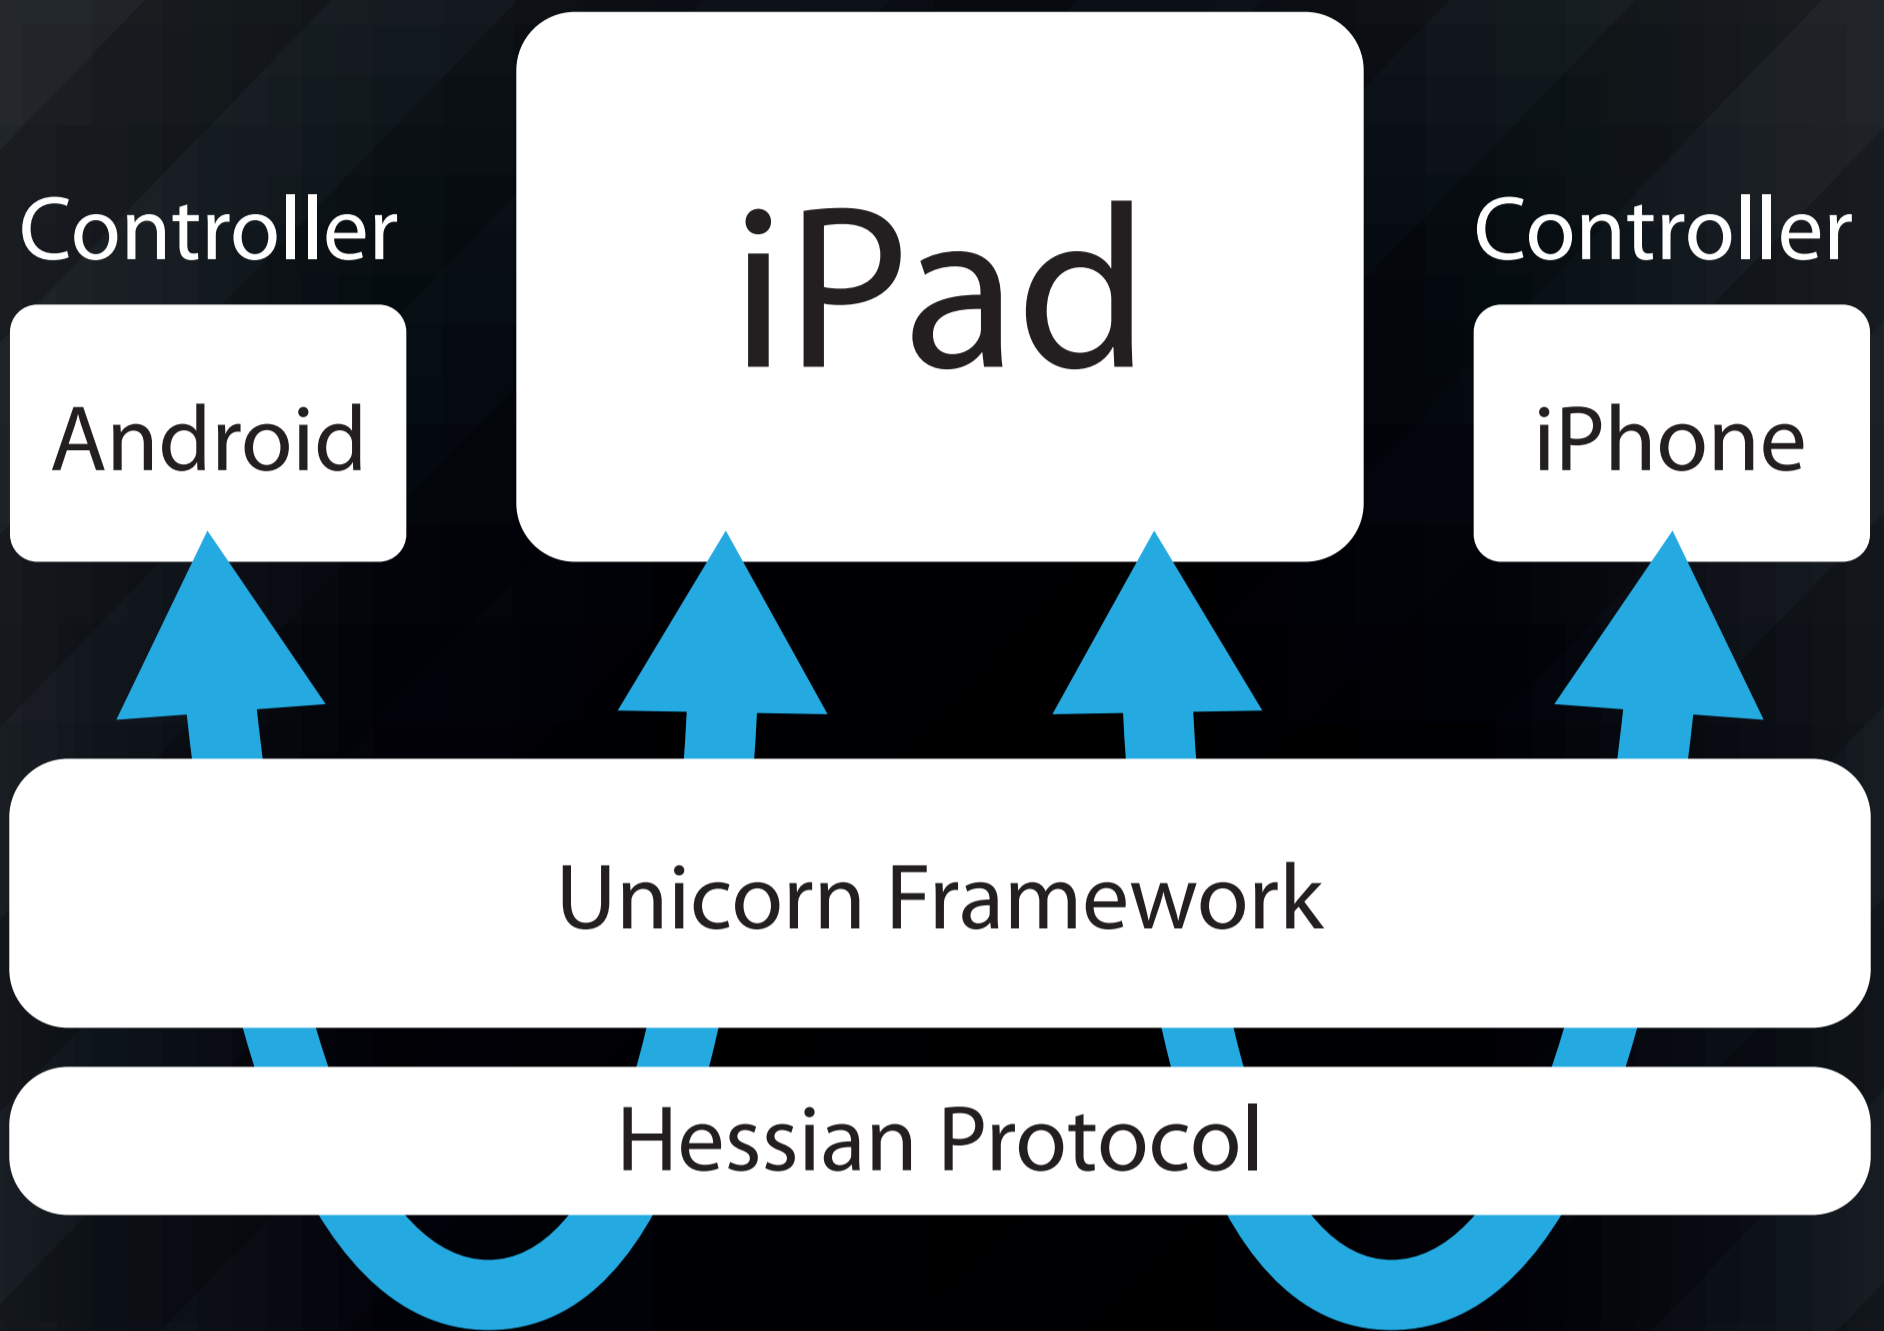 iPad
Controller
Controller
Android
iPhone
Unicorn Framework
Hessian Protocol